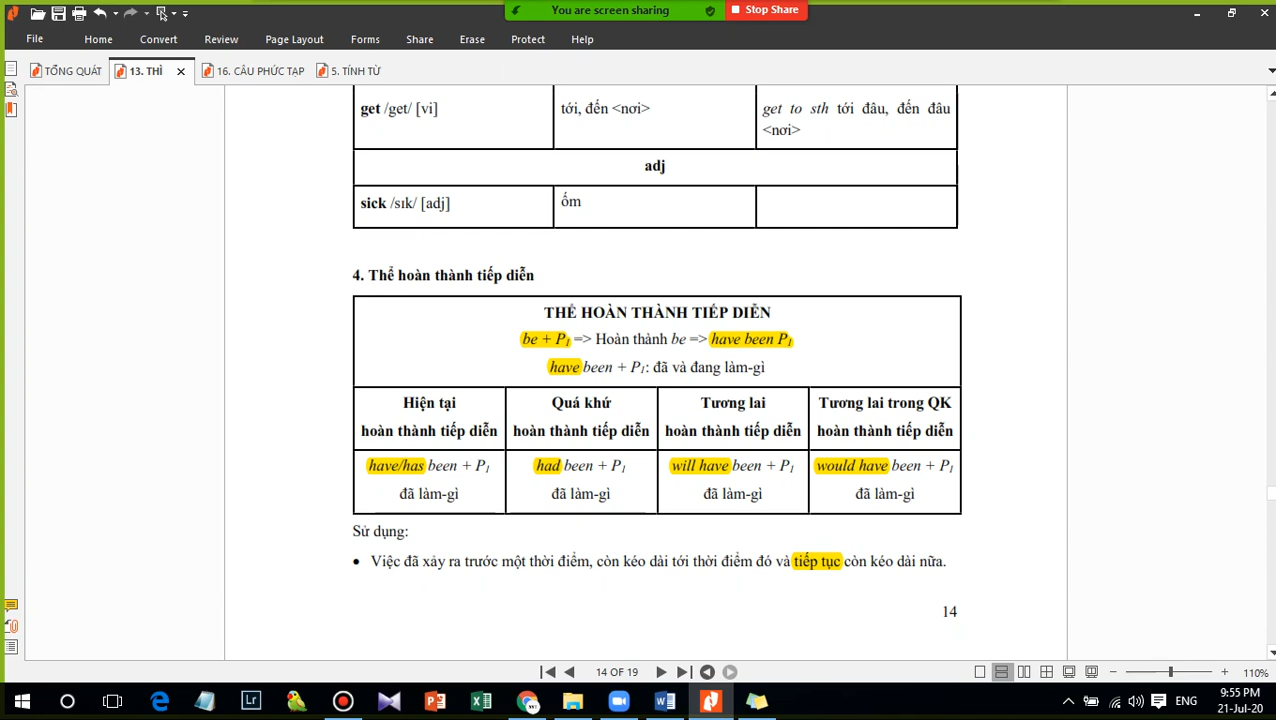 You are screen sharing
Stop Share
File Home Convert Review Page Layout Forms Share Erase Protect Help
TỔNG QUÁT 13. THÌ 16. CÂU PHỨC TẠP 5. TÍNH TỪ
get /get/ [vi] tới, đến <nơi> get to sth tới đâu, đến đâu
<nơi>
adj
sick /sɪk/ [adj] ốm
4. Thể hoàn thành tiếp diễn
THỂ HOÀN THÀNH TIẾP DIỄN
be + P1 => Hoàn thành be => have been P1
have been + P1: đã và đang làm-gì
Hiện tại Quá khứ Tương lai Tương lai trong QK
hoàn thành tiếp diễn hoàn thành tiếp diễn hoàn thành tiếp diễn hoàn thành tiếp diễn
have/has been + P1 had been + P1 will have been + P1 would have been + P1
đã làm-gì đã làm-gì đã làm-gì đã làm-gì
Sử dụng:
• Việc đã xảy ra trước một thời điểm, còn kéo dài tới thời điểm đó và tiếp tục còn kéo dài nữa.
14
14 OF 19 110%
ENG 9:55 PM
21-Jul-20